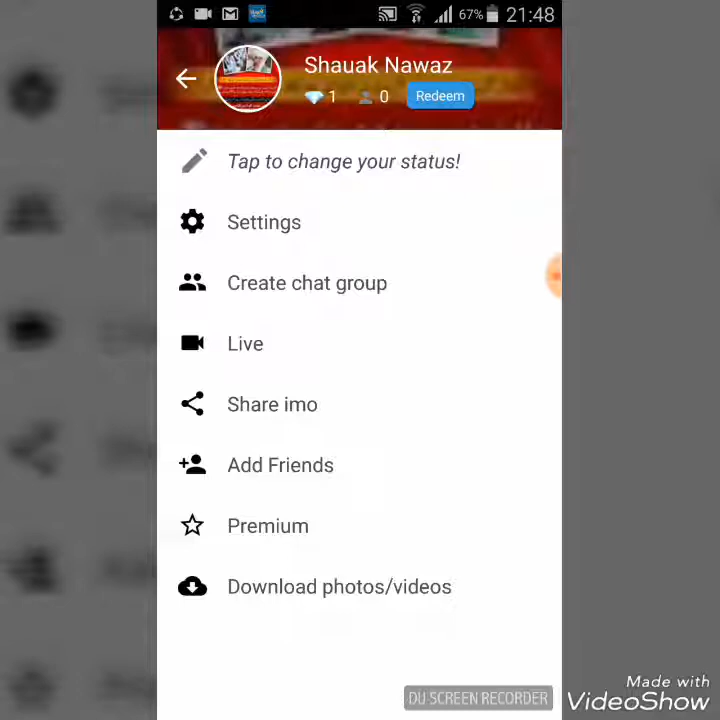 67% 21:48
Shauak Nawaz
1 0 Redeem
Tap to change your status!
Settings
Create chat group
Live
Share imo
Add Friends
Premium
Download photos/videos
DU SCREEN RECORDER
Made with
VideoShow